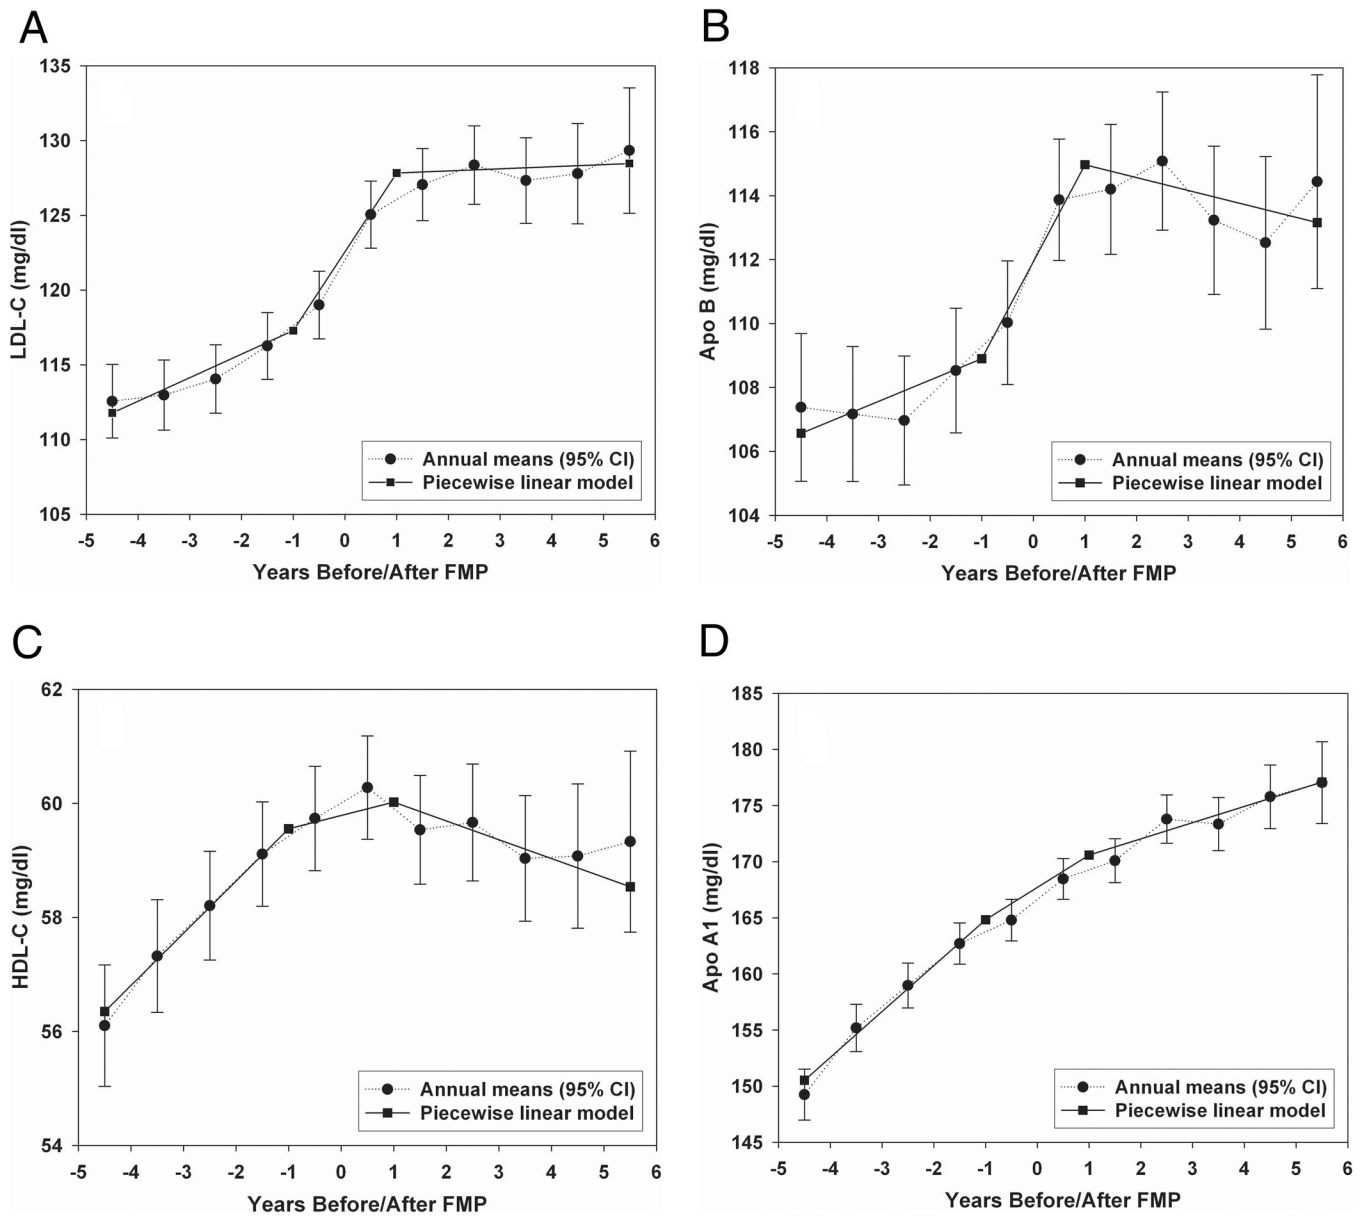 A
135
130
125
120
115
110
105
LDL-C (mg/dl)
Annual means (95% CI)
Piecewise linear model
-5 -4 -3 -2 -1 0 1 2 3 4 5 6
Years Before/After FMP
B
118
116
114
112
110
108
106
104
Apo B (mg/dl)
Annual means (95% CI)
Piecewise linear model
-5 -4 -3 -2 -1 0 1 2 3 4 5 6
Years Before/After FMP
C
62
60
58
56
54
HDL-C (mg/dl)
Annual means (95% CI)
Piecewise linear model
-5 -4 -3 -2 -1 0 1 2 3 4 5 6
Years Before/After FMP
D
185
180
175
170
165
160
155
150
145
Apo A1 (mg/dl)
Annual means (95% CI)
Piecewise linear model
-5 -4 -3 -2 -1 0 1 2 3 4 5 6
Years Before/After FMP